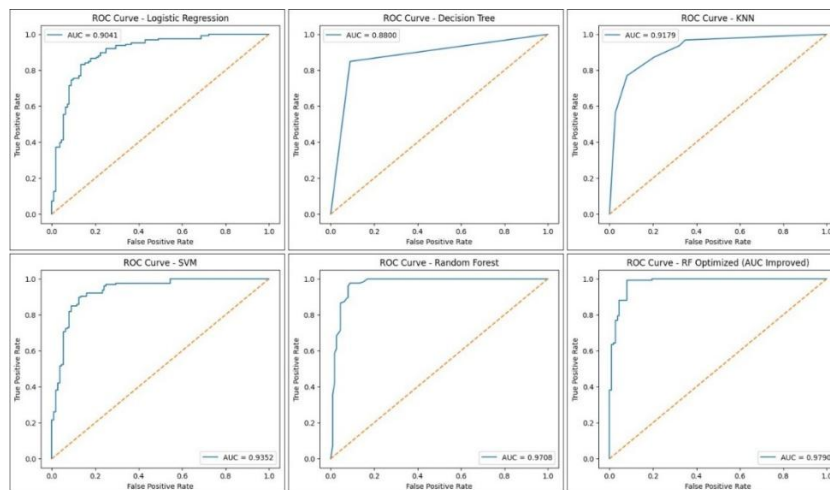 ROC Curve - Logistic Regression
AUC = 0.9041
True Positive Rate
1.0
0.8
0.6
0.4
0.2
0.0
0.0 0.2 0.4 0.6 0.8 1.0
False Positive Rate
ROC Curve - Decision Tree
AUC = 0.8800
True Positive Rate
1.0
0.8
0.6
0.4
0.2
0.0
0.0 0.2 0.4 0.6 0.8 1.0
False Positive Rate
ROC Curve - KNN
AUC = 0.9179
True Positive Rate
1.0
0.8
0.6
0.4
0.2
0.0
0.0 0.2 0.4 0.6 0.8 1.0
False Positive Rate
ROC Curve - SVM
True Positive Rate
1.0
0.8
0.6
0.4
0.2
0.0
AUC = 0.9352
0.0 0.2 0.4 0.6 0.8 1.0
False Positive Rate
ROC Curve - Random Forest
True Positive Rate
1.0
0.8
0.6
0.4
0.2
0.0
AUC = 0.9708
0.0 0.2 0.4 0.6 0.8 1.0
False Positive Rate
ROC Curve - RF Optimized (AUC Improved)
True Positive Rate
1.0
0.8
0.6
0.4
0.2
0.0
AUC = 0.9790
0.0 0.2 0.4 0.6 0.8 1.0
False Positive Rate